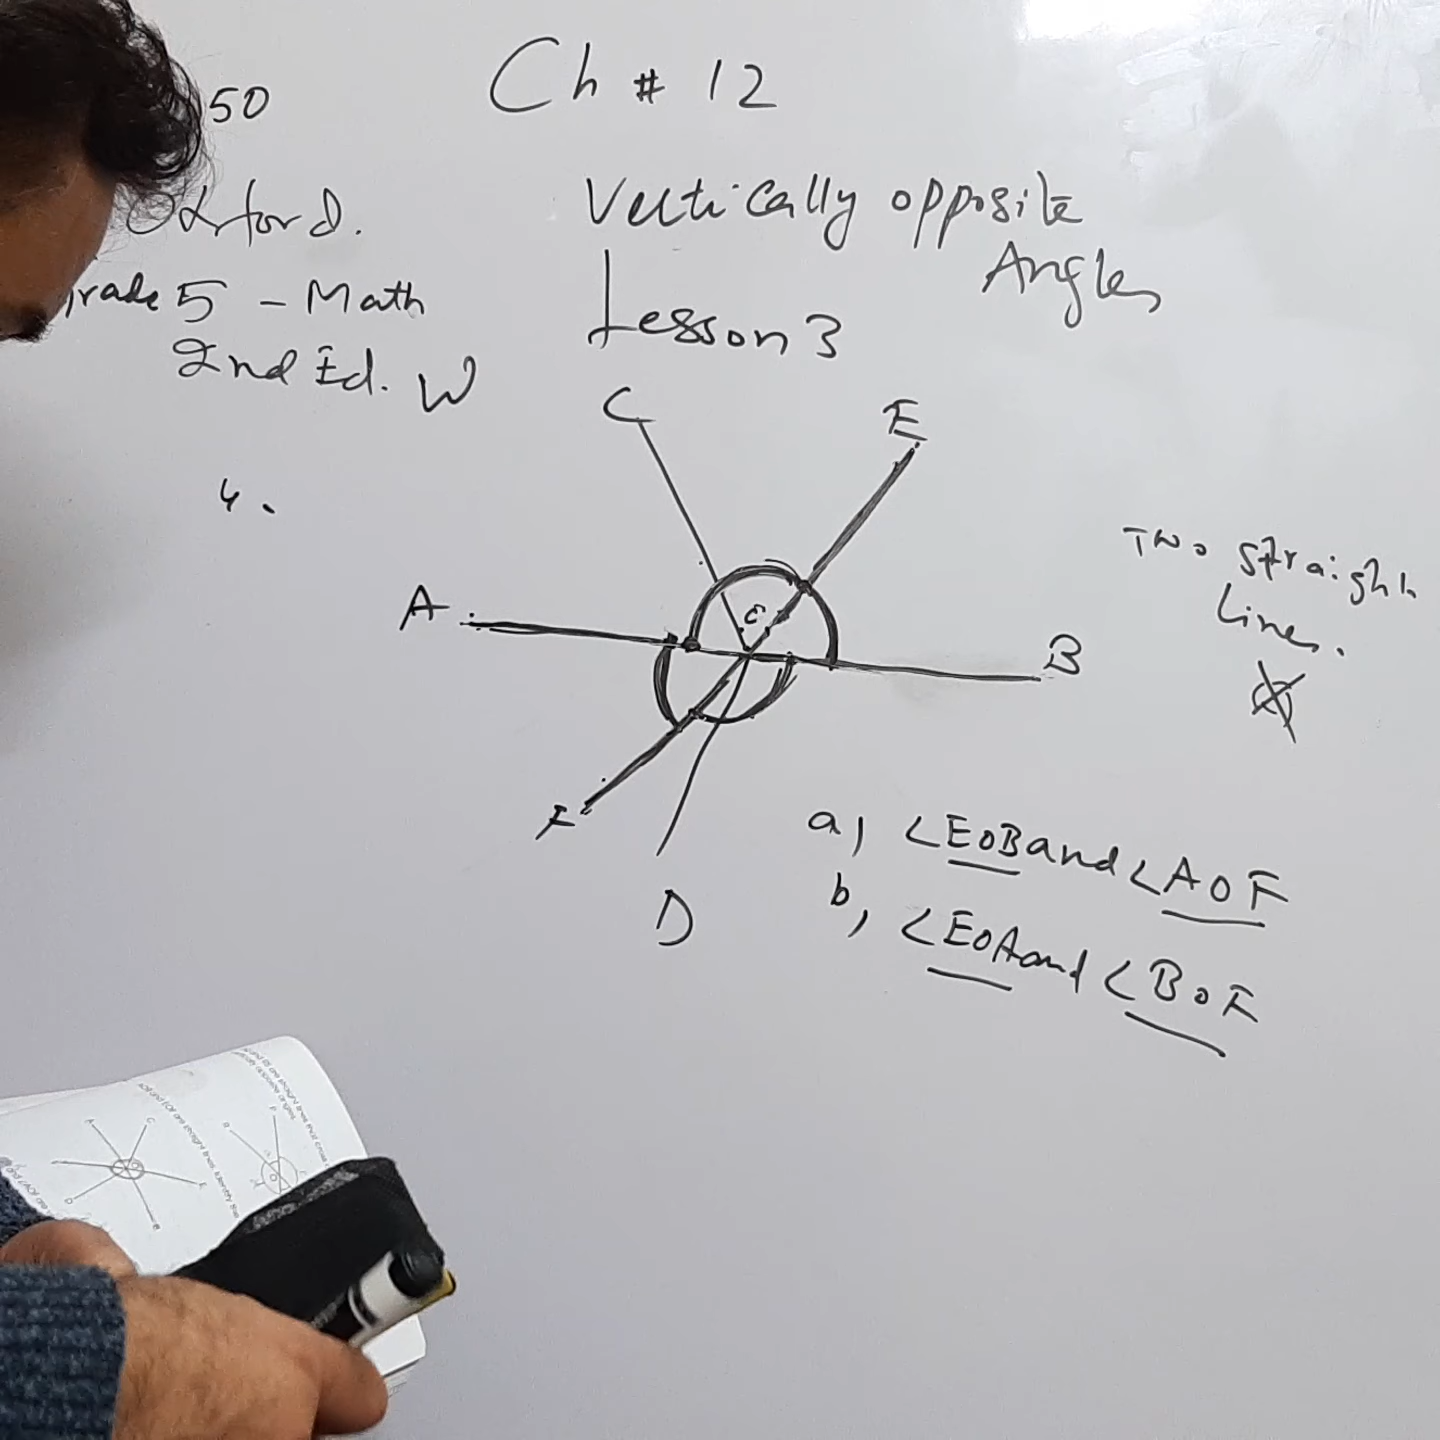 50
Ch # 12
Oxford.
Vertically opposite
Angles
Grade 5 - Math
Lesson 3
2nd Ed. W
C
E
4.
Two straight
Lines.
A
B
F
D
a) <EOB and <AOF
b) <EOA and <BOF